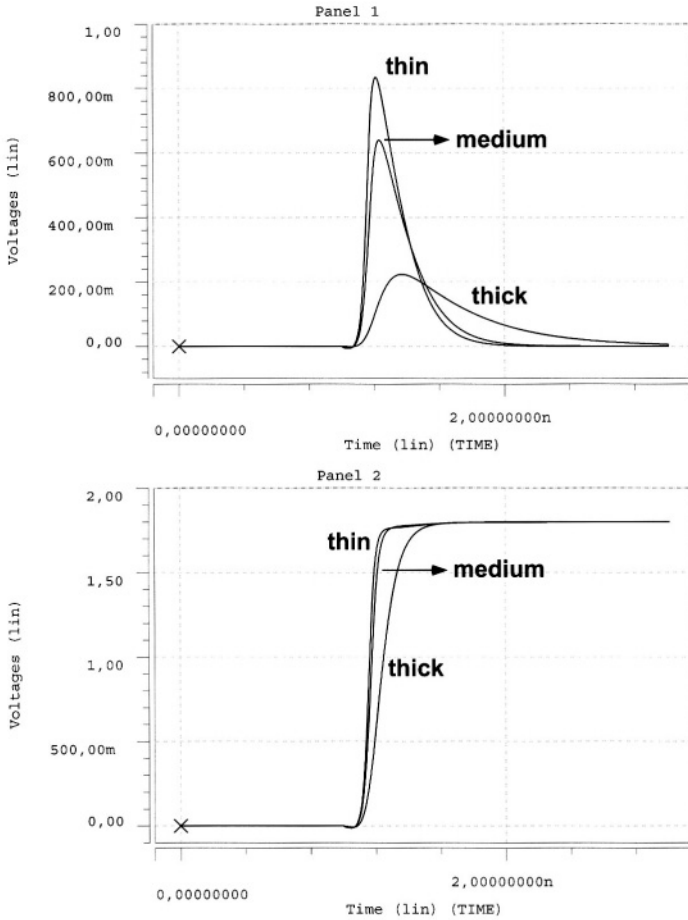 Panel 1
1,00
thin
800,00m
medium
600,00m
Voltages (lin)
400,00m
thick
200,00m
0,00
2,00000000n
0,00000000
Time (lin) (TIME)
Panel 2
2,00
thin
medium
1,50
Voltages (lin)
1,00
thick
500,00m
0,00
2,00000000n
0,00000000
Time (lin) (TIME)